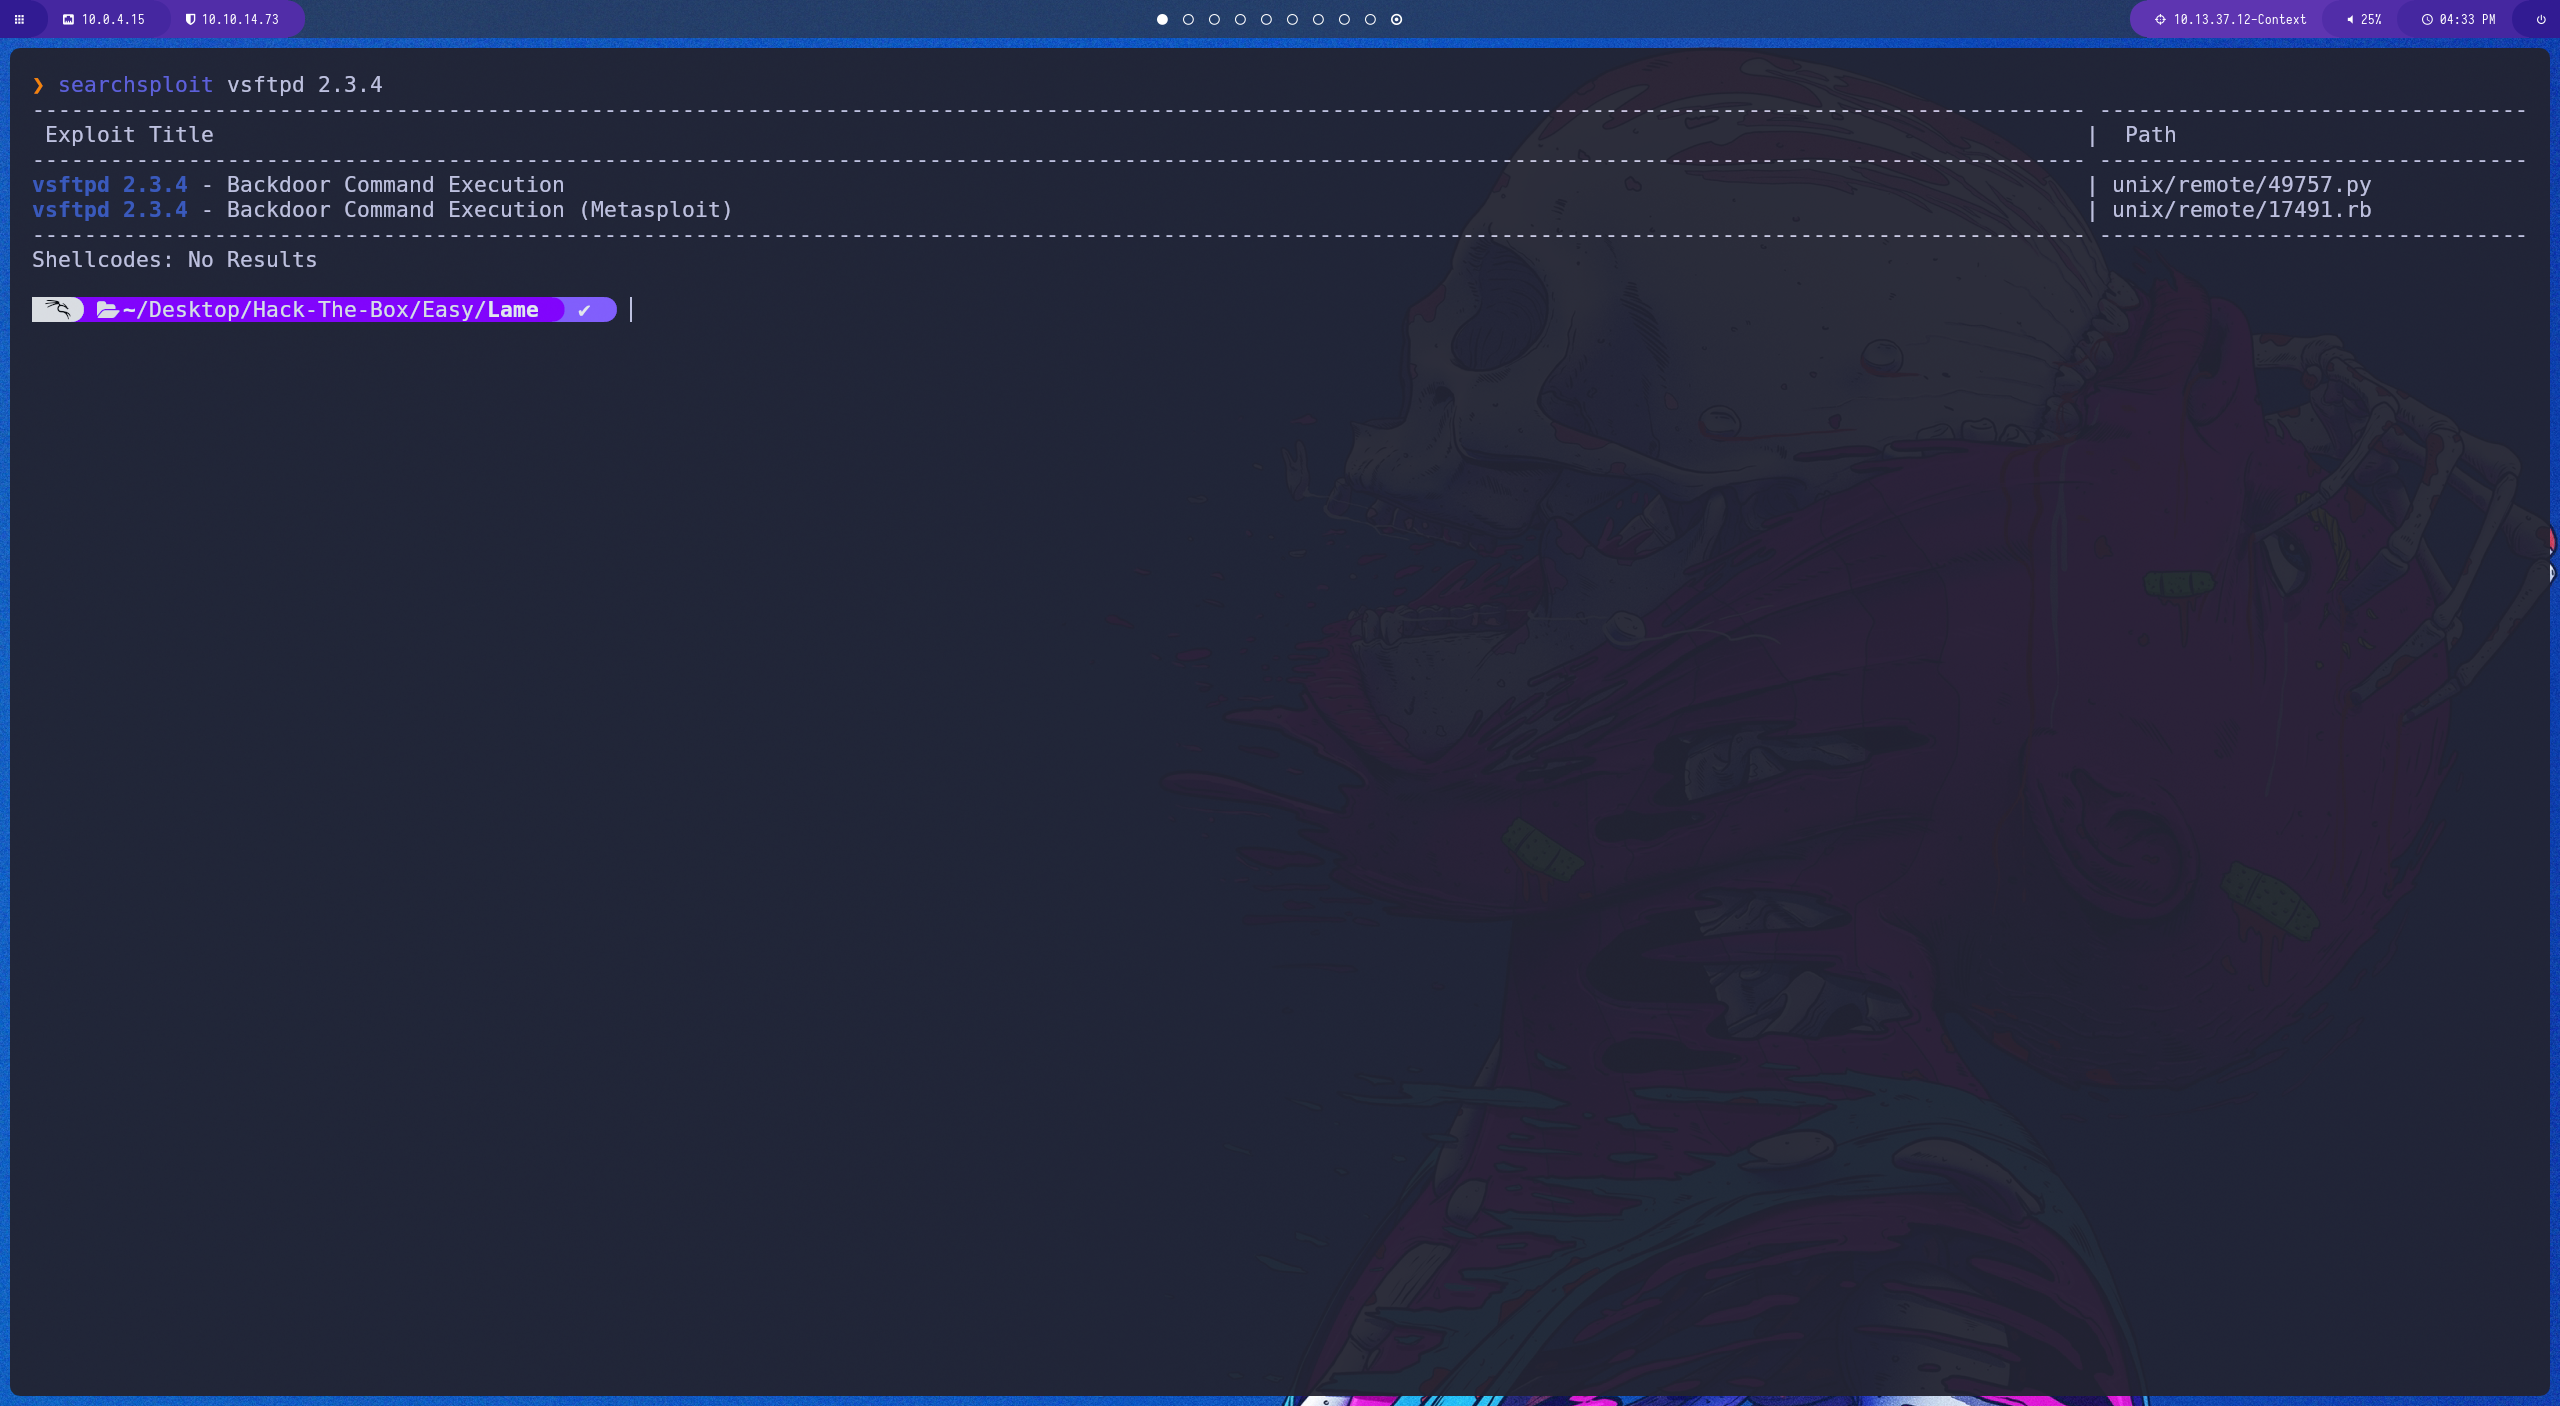 10.0.4.15 10.10.14.73 10.13.37.12-Context 25% 04:33 PM
❯ searchsploit vsftpd 2.3.4
---------------------------------------------------------------------------------------------------------------------------------------------------------------- ---------------------------------
 Exploit Title | Path
---------------------------------------------------------------------------------------------------------------------------------------------------------------- ---------------------------------
vsftpd 2.3.4 - Backdoor Command Execution | unix/remote/49757.py
vsftpd 2.3.4 - Backdoor Command Execution (Metasploit) | unix/remote/17491.rb
---------------------------------------------------------------------------------------------------------------------------------------------------------------- ---------------------------------
Shellcodes: No Results
~/Desktop/Hack-The-Box/Easy/Lame ✔